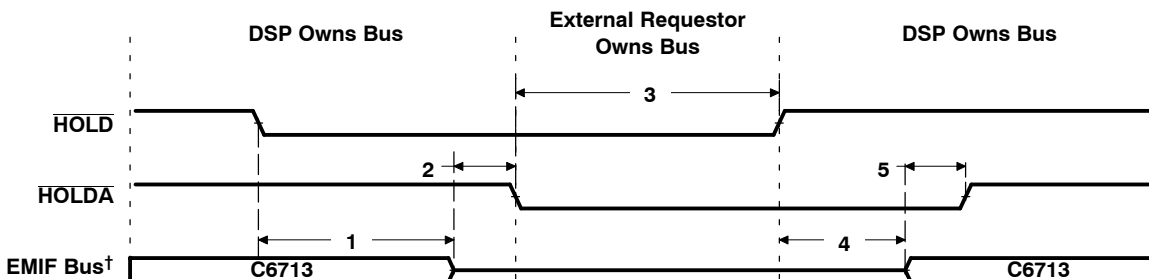 DSP Owns Bus
External Requestor
Owns Bus
DSP Owns Bus
3
HOLD
2
5
HOLDA
1
4
EMIF Bus†
C6713
C6713